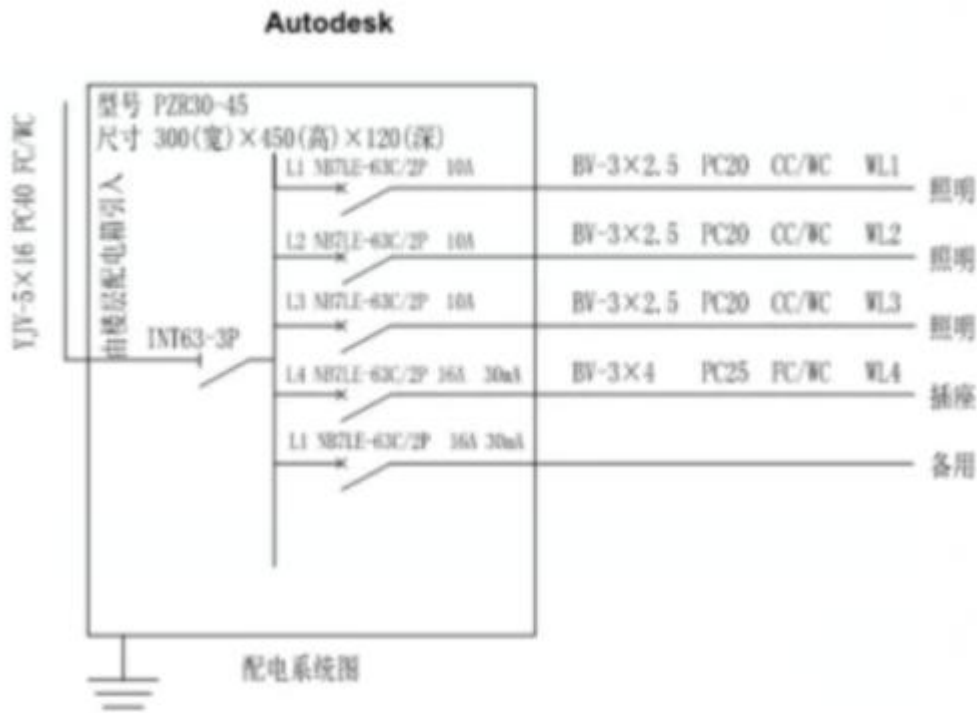 Autodesk
型号 PZR30-45
尺寸 300(宽)×450(高)×120(深)
YJV-5×16 PC40 FC/WC
由楼层配电箱引入
INT63-3P
L1 NB7LE-63C/2P 10A
BV-3×2.5 PC20 CC/WC WL1
照明
L2 NB7LE-63C/2P 10A
BV-3×2.5 PC20 CC/WC WL2
照明
L3 NB7LE-63C/2P 10A
BV-3×2.5 PC20 CC/WC WL3
照明
L4 NB7LE-63C/2P 16A 30mA
BV-3×4 PC25 FC/WC WL4
插座
L1 NB7LE-63C/2P 16A 30mA
备用
配电系统图